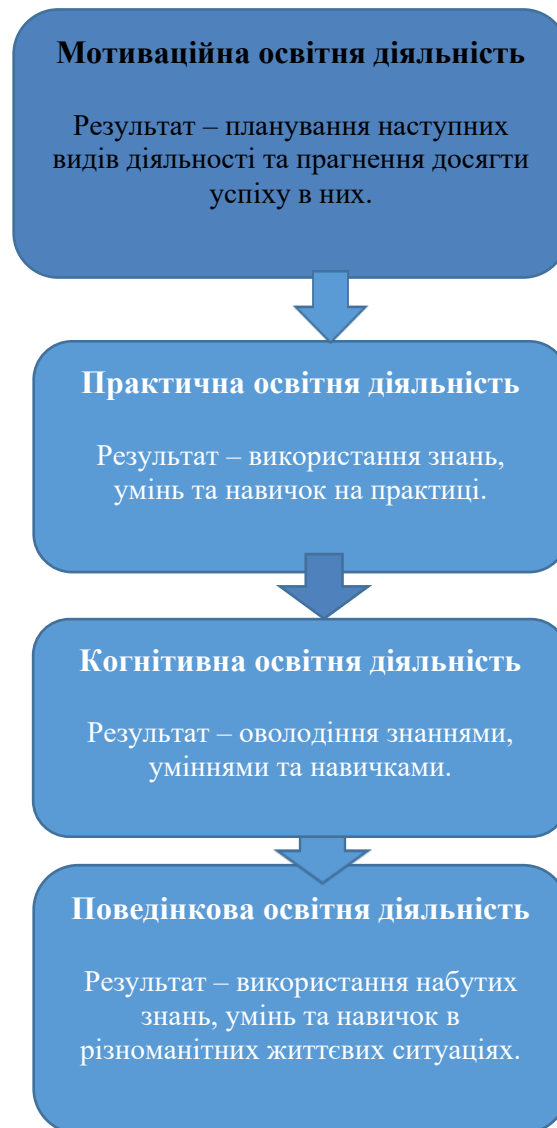 Мотиваційна освітня діяльність
Результат – планування наступних
видів діяльності та прагнення досягти
успіху в них.
Практична освітня діяльність
Результат – використання знань,
умінь та навичок на практиці.
Когнітивна освітня діяльність
Результат – оволодіння знаннями,
уміннями та навичками.
Поведінкова освітня діяльність
Результат – використання набутих
знань, умінь та навичок в
різноманітних життєвих ситуаціях.